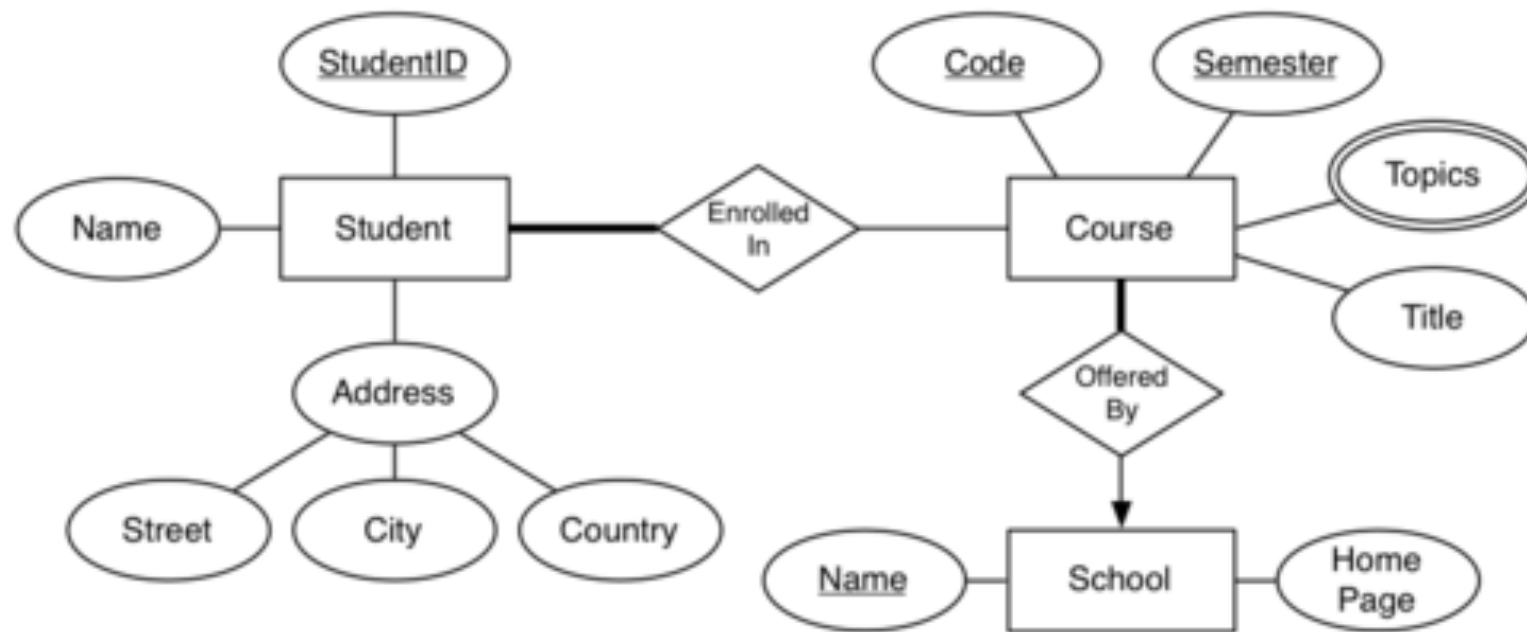 StudentID
Code
Semester
Topics
Name
Student
Enrolled
In
Course
Title
Address
Offered
By
Street
City
Country
Name
School
Home
Page